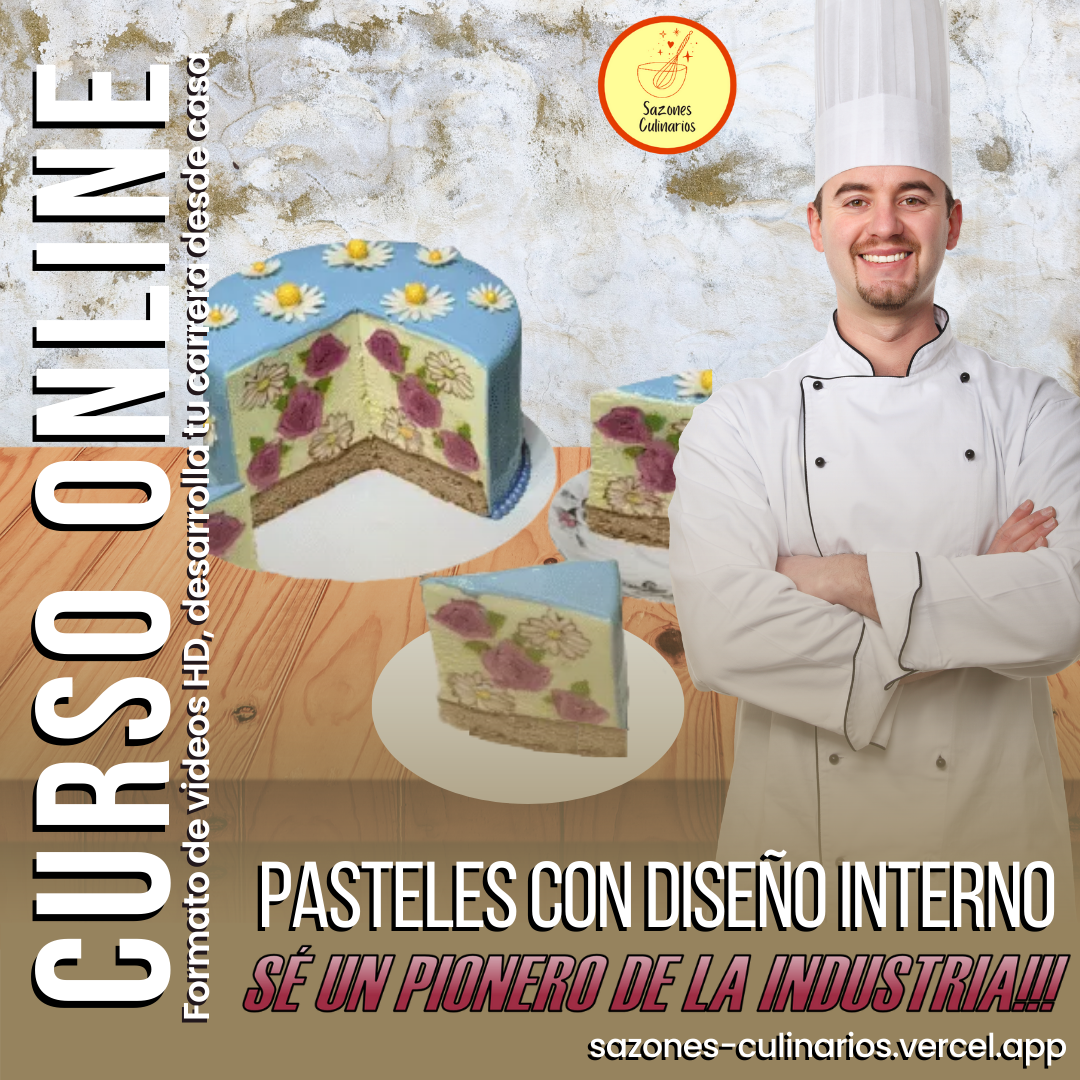 Sazones
Culinarios
CURSO ONLINE
Formato de videos HD, desarrolla tu carrera desde casa
PASTELES CON DISEÑO INTERNO
SÉ UN PIONERO DE LA INDUSTRIA!!!
sazones-culinarios.vercel.app